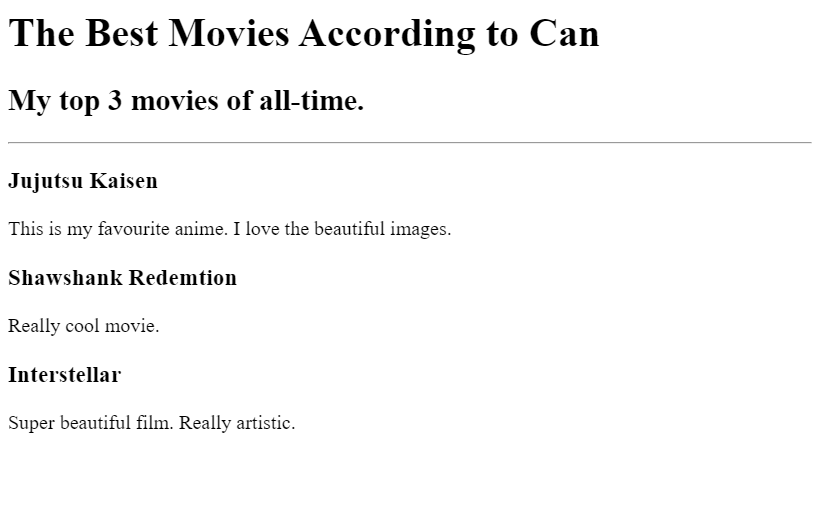 The Best Movies According to Can
My top 3 movies of all-time.
Jujutsu Kaisen
This is my favourite anime. I love the beautiful images.
Shawshank Redemtion
Really cool movie.
Interstellar
Super beautiful film. Really artistic.